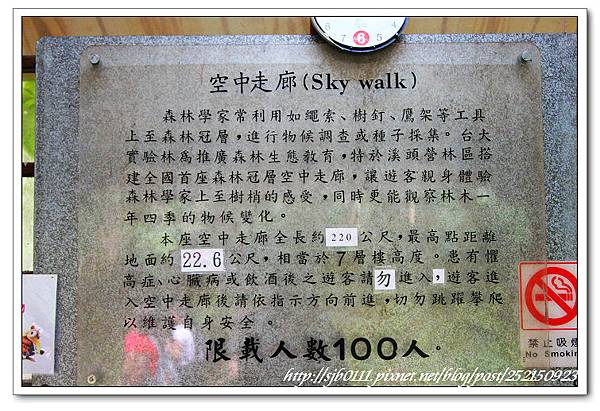 空中走廊(Sky walk)
森林學家常利用如繩索、樹釘、鷹架等工具
上至森林冠層，進行物候調查或種子採集。台大
實驗林為推廣森林生態教育，特於溪頭營林區搭
建全國首座森林冠層空中走廊，讓遊客親身體驗
森林學家上至樹梢的感受，同時更能觀察林木一
年四季的物候變化。
本座空中走廊全長約220公尺，最高點距離
地面約22.6公尺，相當於7層樓高度。患有懼
高症、心臟病或飲酒後之遊客請勿進入，遊客進
入空中走廊後請依指示方向前進，切勿跳躍攀爬
以維護自身安全。
限載人數100人。
禁止吸煙
No Smoking
http://sjb0111.pixnet.net/blog/post/252150923